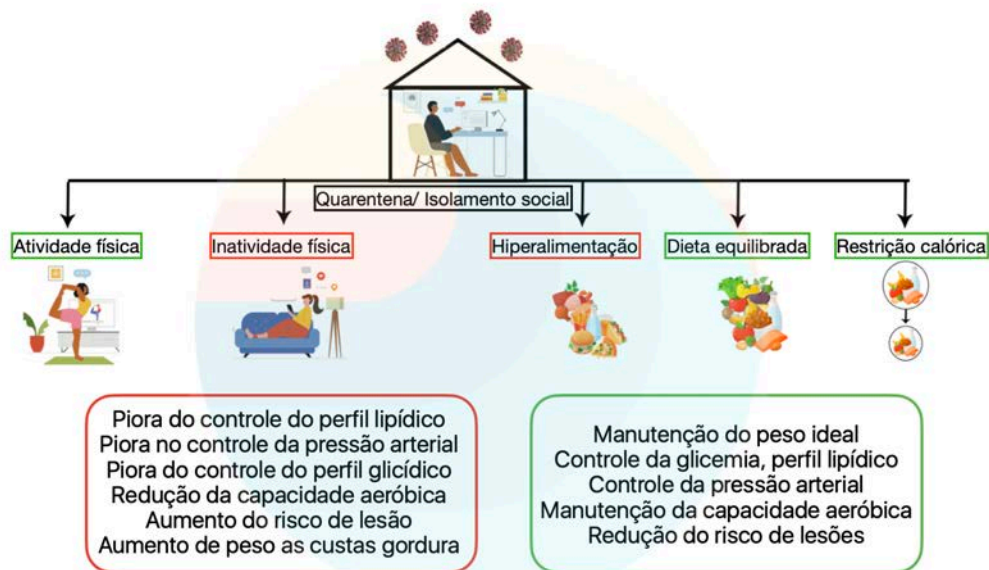 Quarentena/ Isolamento social
Atividade física
Inatividade física
Hiperalimentação
Dieta equilibrada
Restrição calórica
Piora do controle do perfil lipídico
Piora no controle da pressão arterial
Piora do controle do perfil glicídico
Redução da capacidade aeróbica
Aumento do risco de lesão
Aumento de peso as custas gordura
Manutenção do peso ideal
Controle da glicemia, perfil lipídico
Controle da pressão arterial
Manutenção da capacidade aeróbica
Redução do risco de lesões